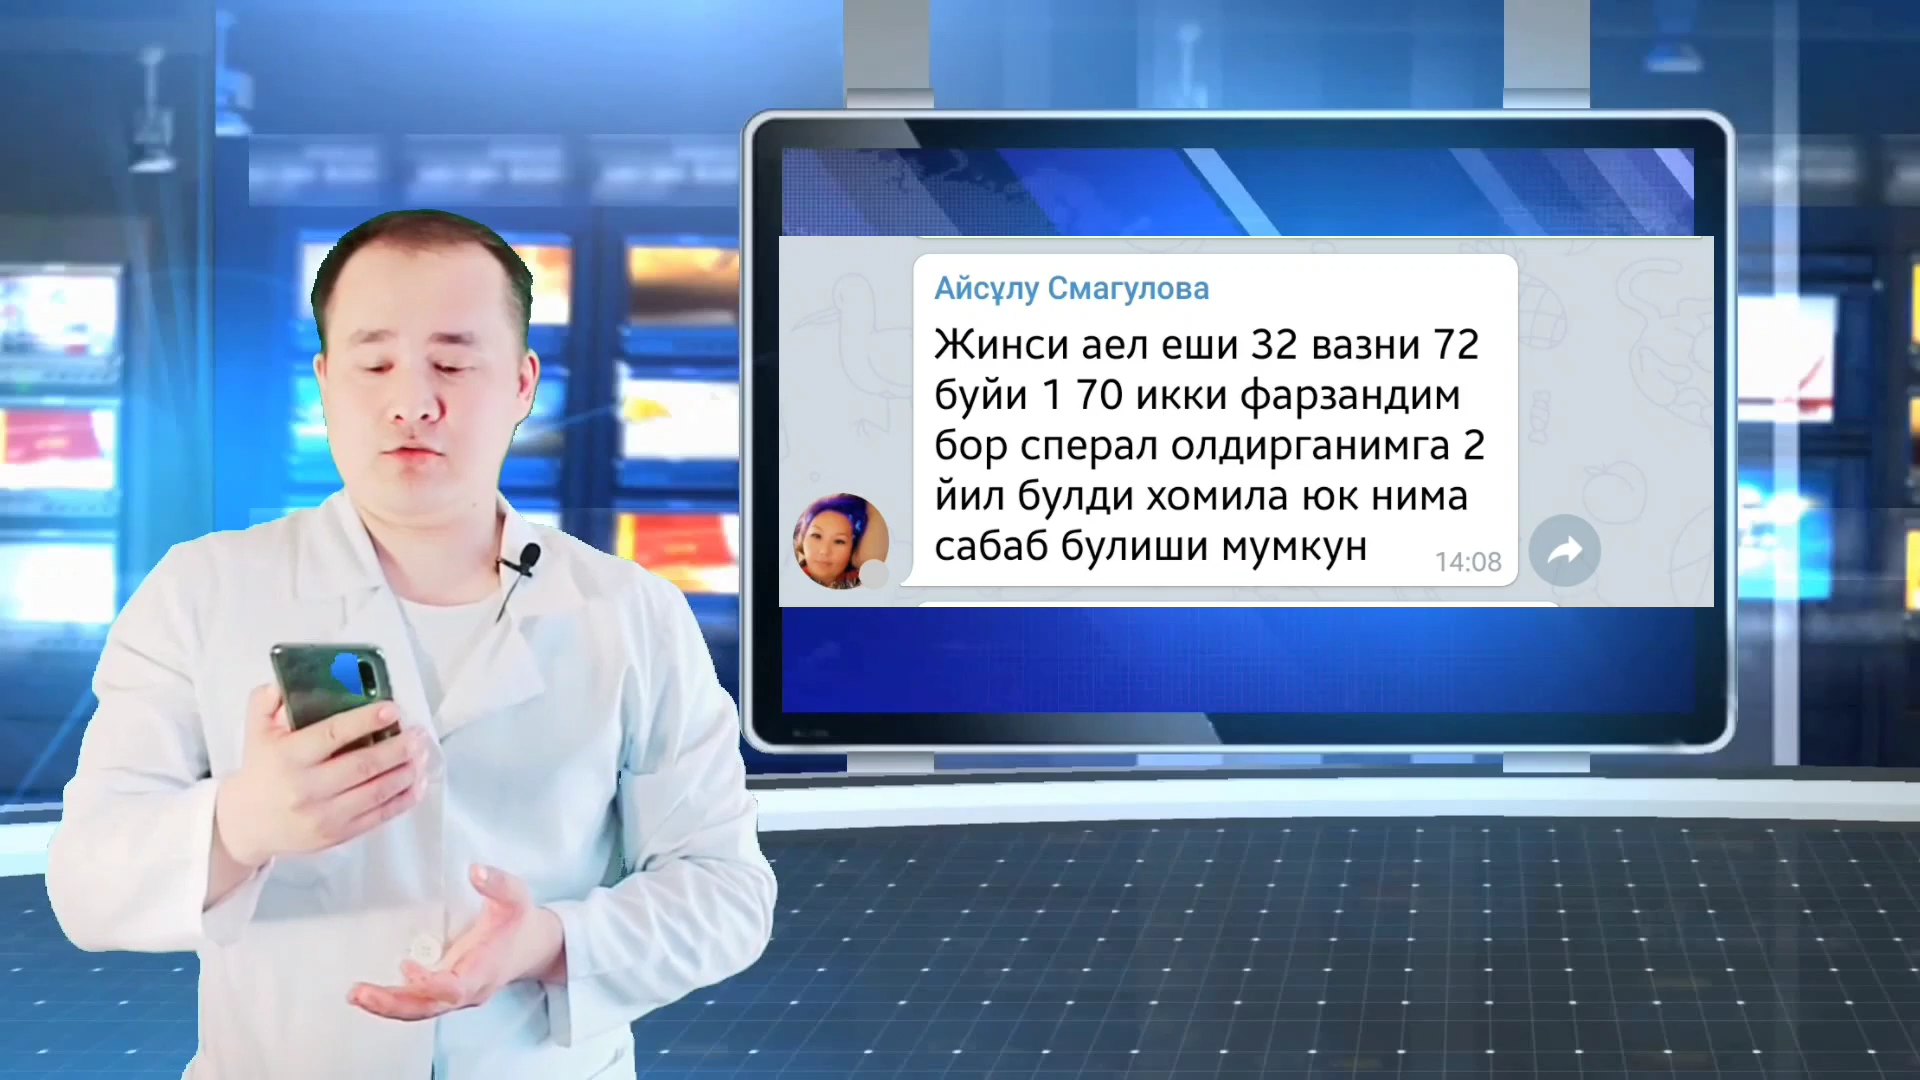 Айсұлу Смагулова
Жинси аел еши 32 вазни 72
буйи 1 70 икки фарзандим
бор сперал олдирганимга 2
йил булди хомила юк нима
сабаб булиши мумкун
14:08